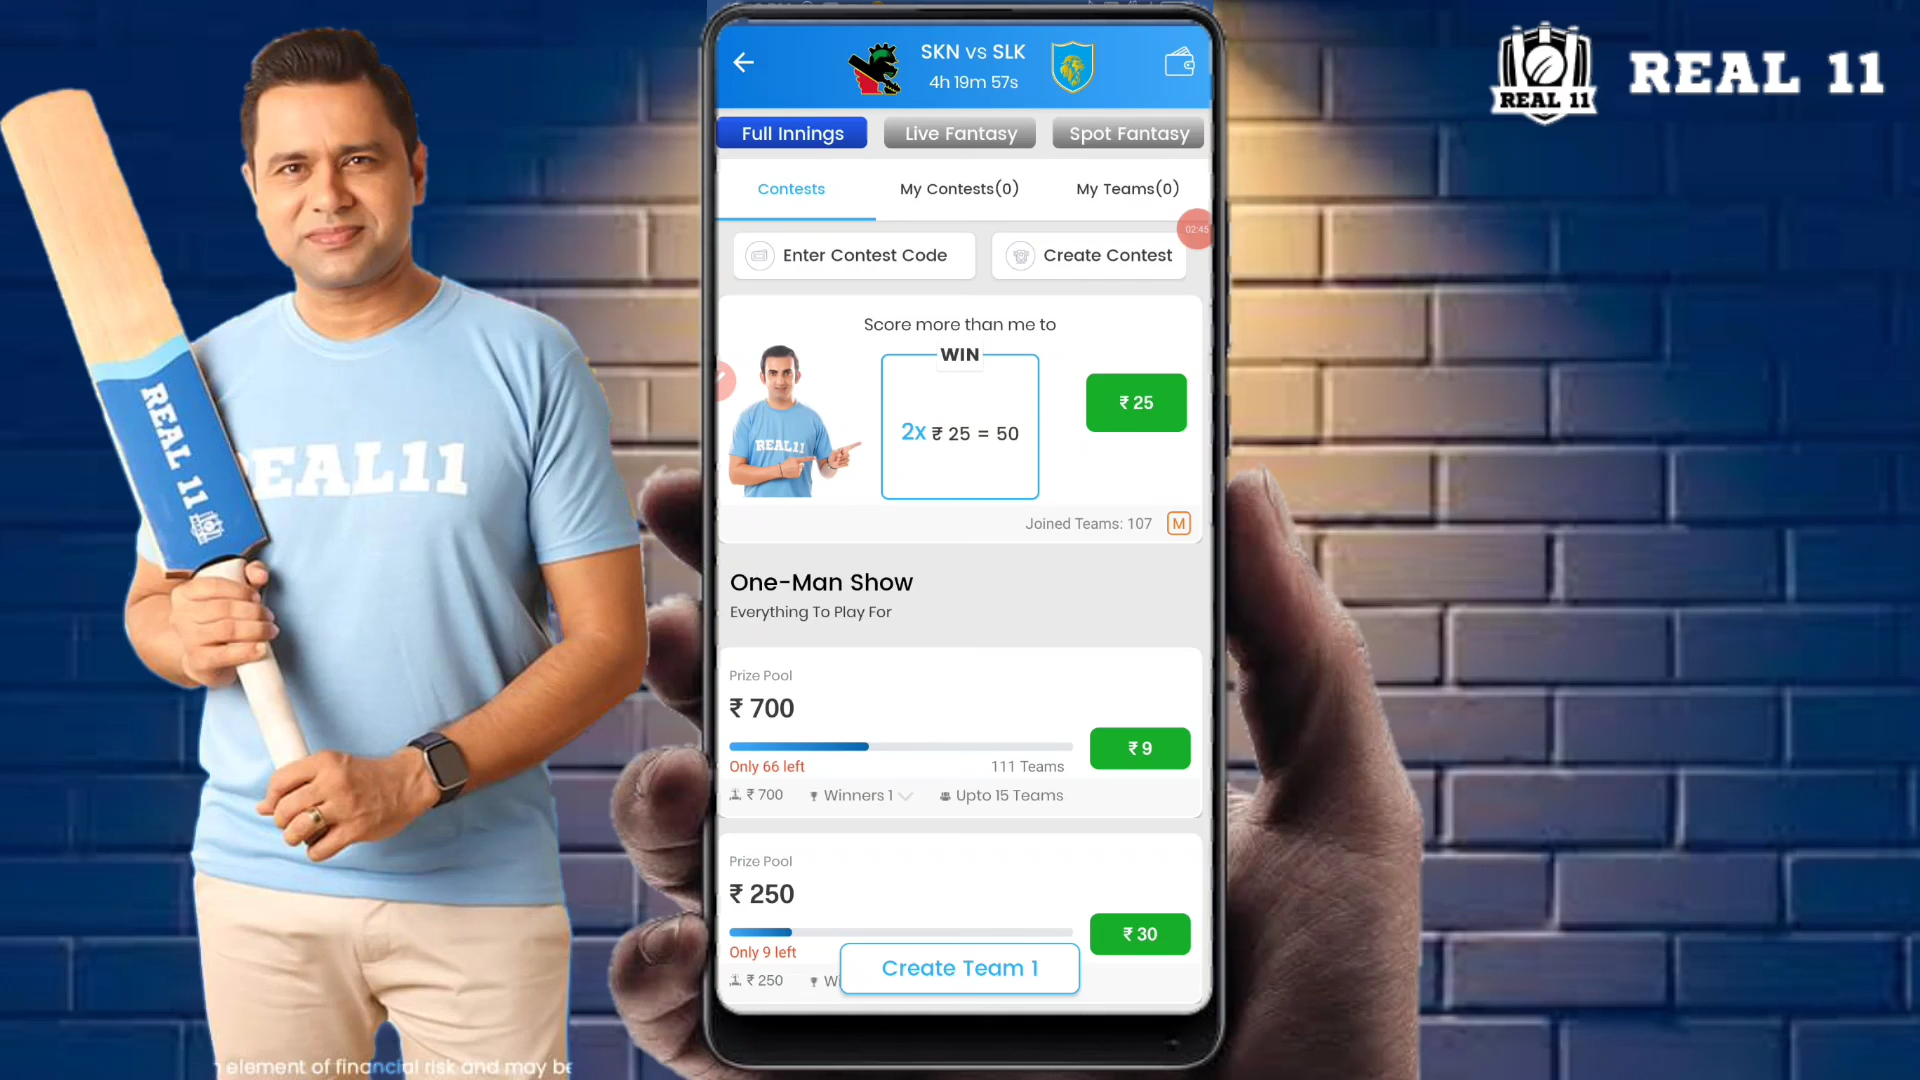 REAL 11
REAL 11
SKN vs SLK
4h 19m 57s
Full Innings
Live Fantasy
Spot Fantasy
Contests
My Contests(0)
My Teams(0)
02:45
Enter Contest Code
Create Contest
Score more than me to
WIN
2x ₹ 25 = 50
₹ 25
REAL11
Joined Teams: 107
M
One-Man Show
Everything To Play For
Prize Pool
₹ 700
₹ 9
Only 66 left
111 Teams
₹ 700
Winners 1
Upto 15 Teams
Prize Pool
₹ 250
₹ 30
Only 9 left
₹ 250
Create Team 1
REAL 11
REAL11
element of financial risk and may be